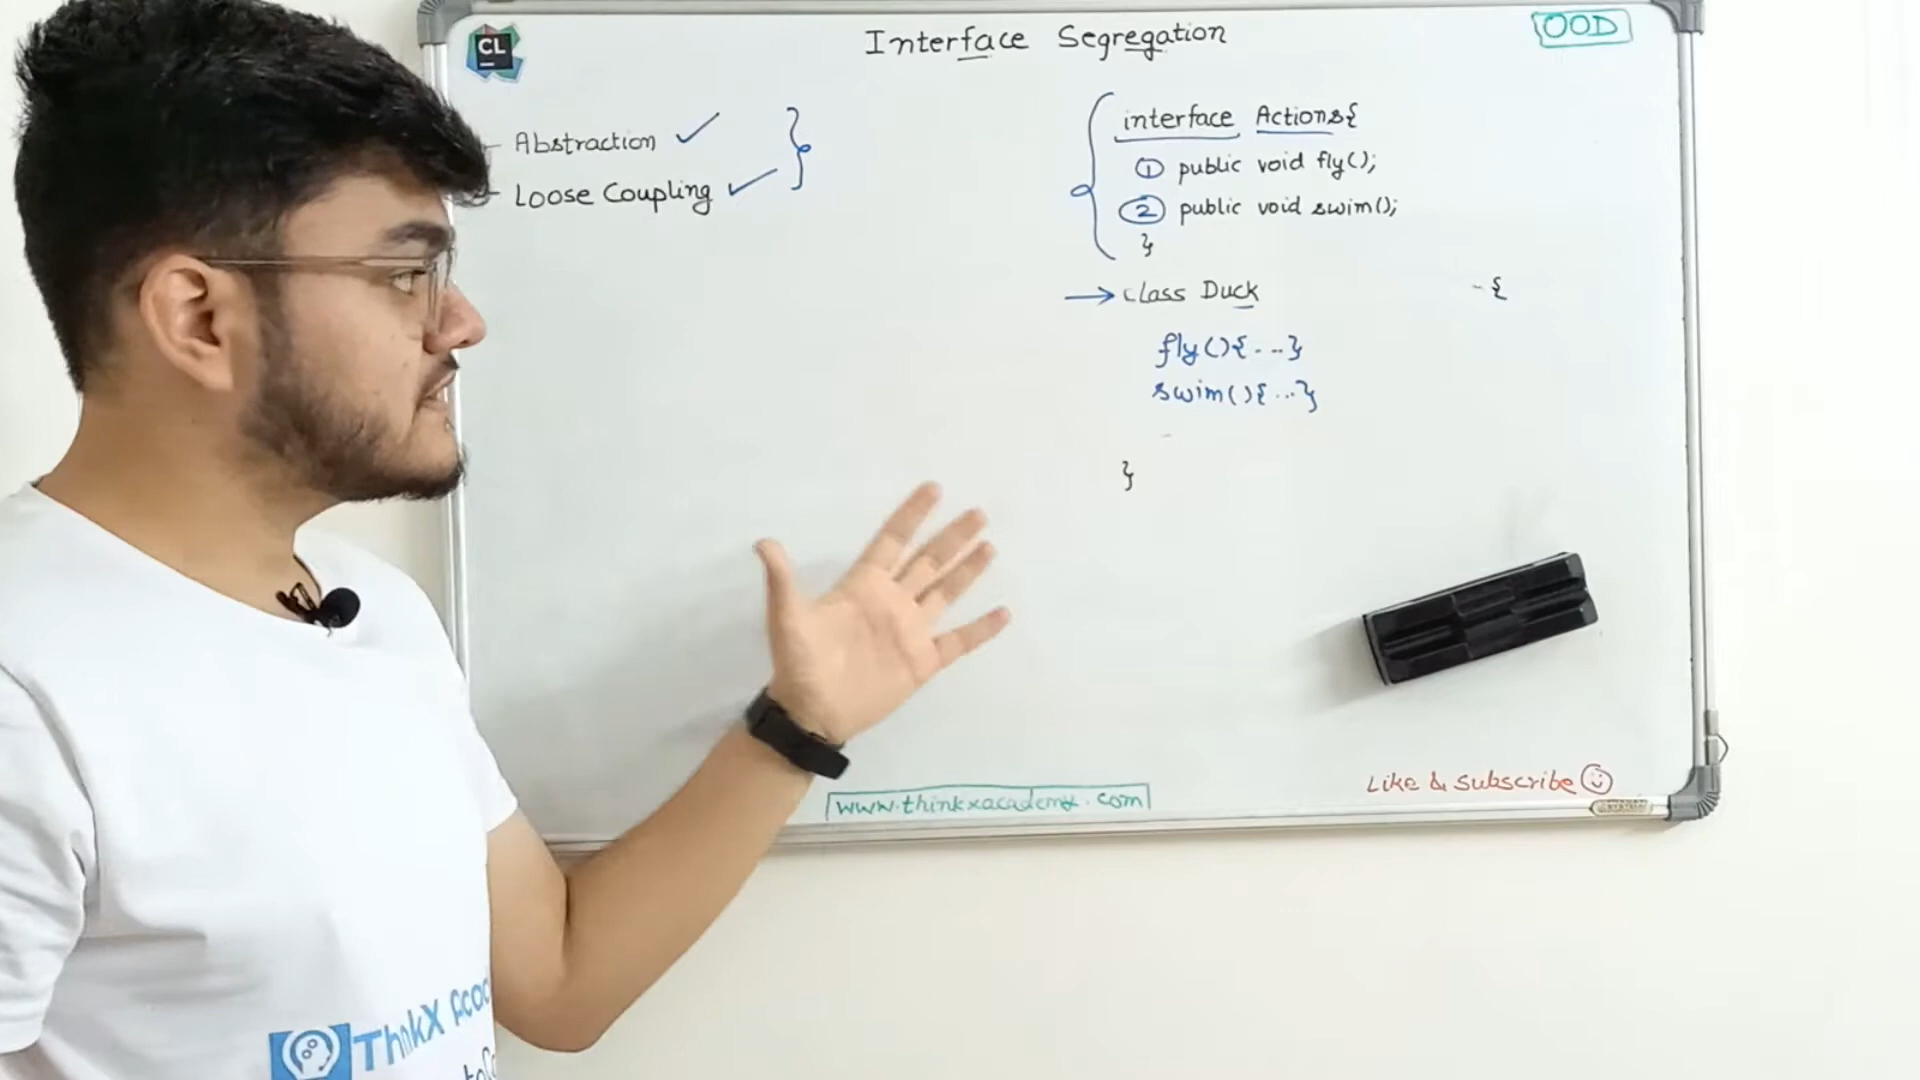 CL
Interface Segregation
OOD
- Abstraction ✓
- Loose Coupling ✓
interface Actions{
① public void fly();
② public void swim();
}
→ class Duck {
fly(){...}
swim(){...}
}
Like & Subscribe
www.thinkxacademy.com
ThinkX